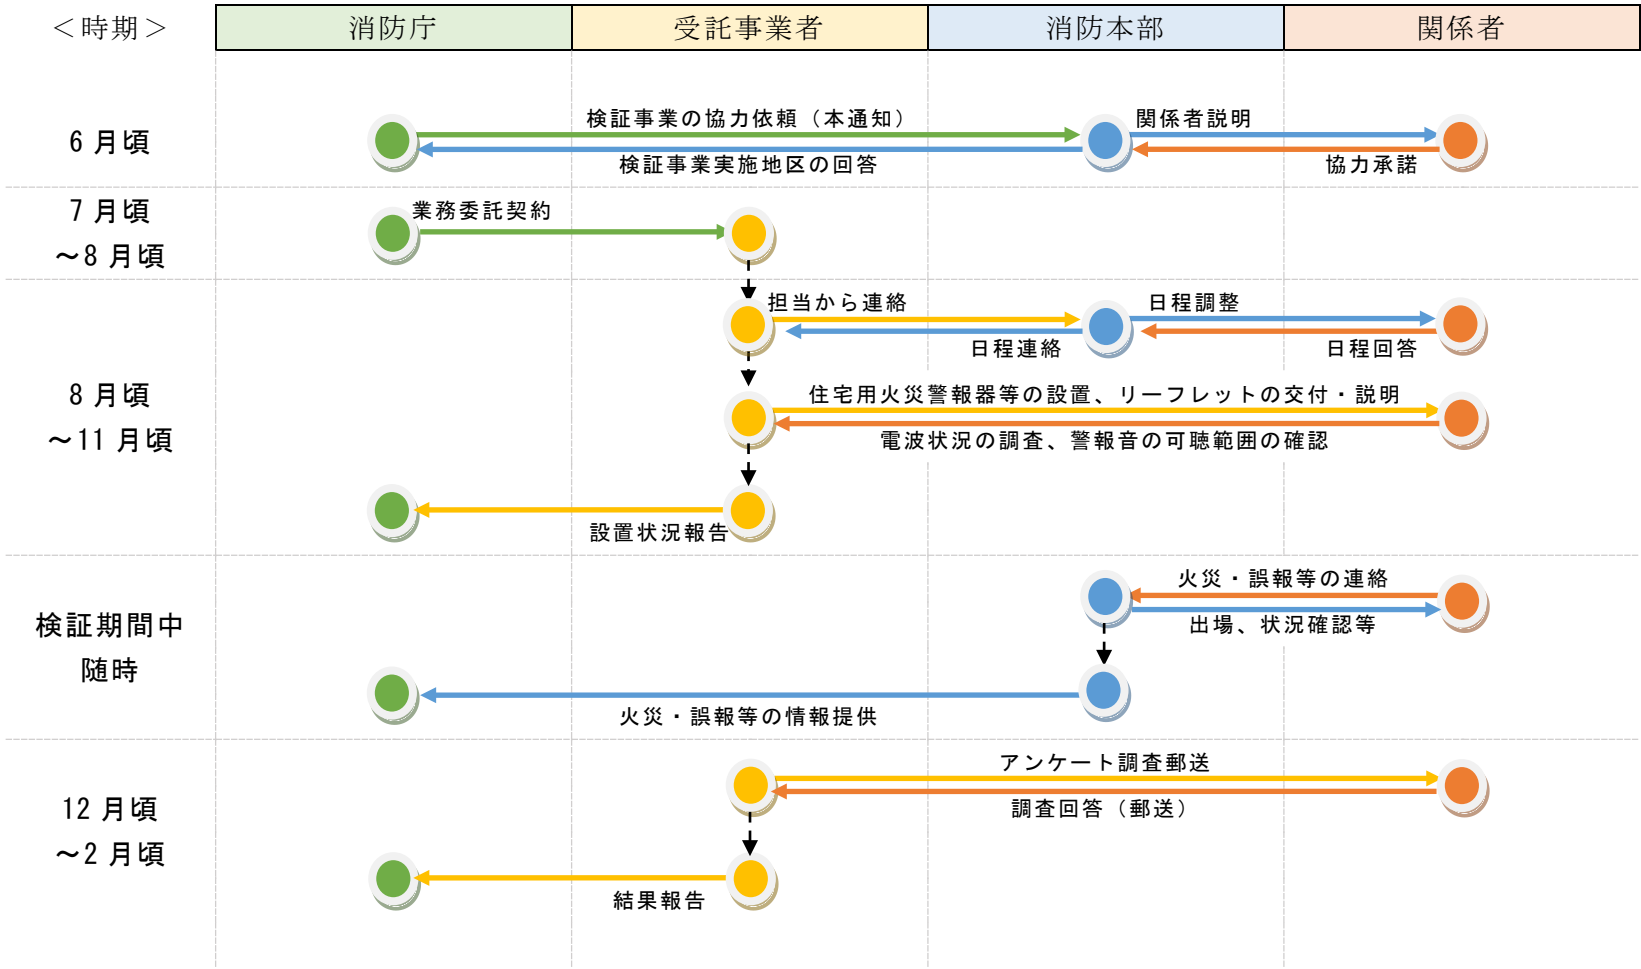 ＜時期＞
消防庁
受託事業者
消防本部
関係者
6月頃
検証事業の協力依頼（本通知）
関係者説明
検証事業実施地区の回答
協力承諾
7月頃
～8月頃
業務委託契約
8月頃
～11月頃
担当から連絡
日程調整
日程連絡
日程回答
住宅用火災警報器等の設置、リーフレットの交付・説明
電波状況の調査、警報音の可聴範囲の確認
設置状況報告
検証期間中
随時
火災・誤報等の連絡
出場、状況確認等
火災・誤報等の情報提供
12月頃
～2月頃
アンケート調査郵送
調査回答（郵送）
結果報告